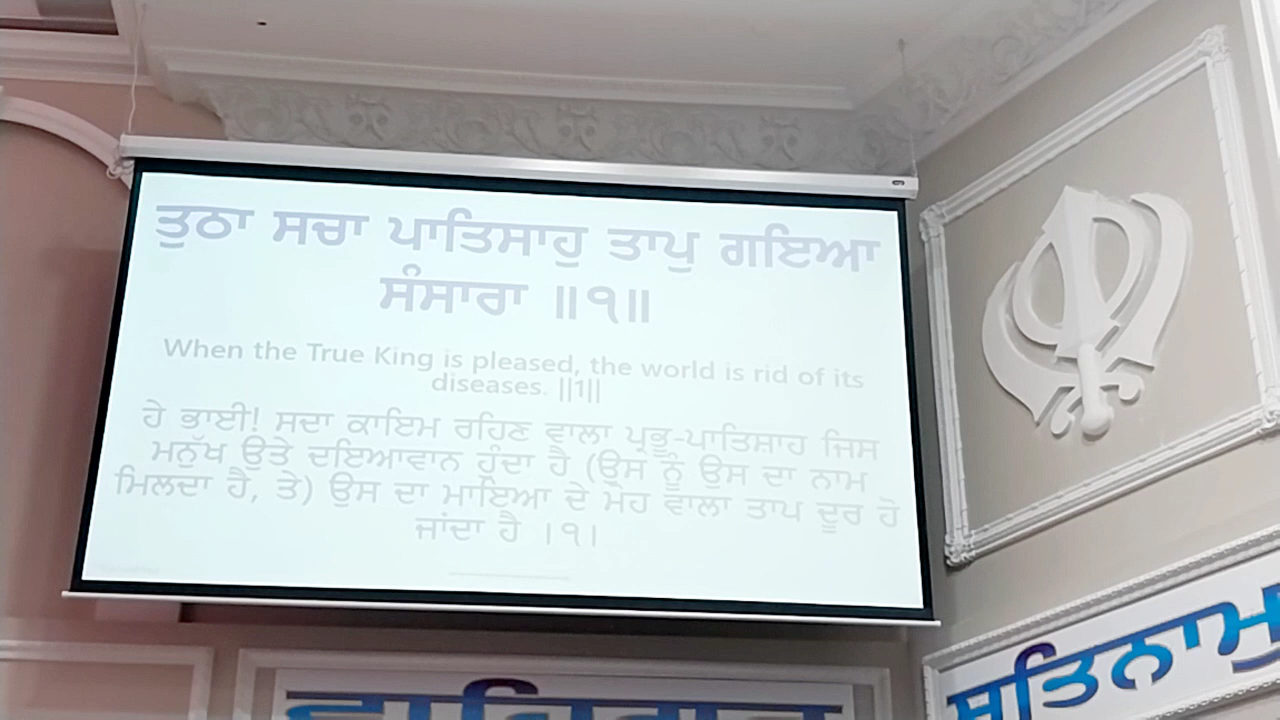 ਤੁਠਾ ਸਚਾ ਪਾਤਿਸਾਹੁ ਤਾਪੁ ਗਇਆ
ਸੰਸਾਰਾ ॥੧॥
When the True King is pleased, the world is rid of its
diseases. ||1||
ਹੇ ਭਾਈ! ਸਦਾ ਕਾਇਮ ਰਹਿਣ ਵਾਲਾ ਪ੍ਰਭੂ-ਪਾਤਿਸ਼ਾਹ ਜਿਸ
ਮਨੁੱਖ ਉਤੇ ਦਇਆਵਾਨ ਹੁੰਦਾ ਹੈ (ਉਸ ਨੂੰ ਉਸ ਦਾ ਨਾਮ
ਮਿਲਦਾ ਹੈ, ਤੇ) ਉਸ ਦਾ ਮਾਇਆ ਦੇ ਮੋਹ ਵਾਲਾ ਤਾਪ ਦੂਰ ਹੋ
ਜਾਂਦਾ ਹੈ ।੧।
ਸਤਿਨਾਮੁ